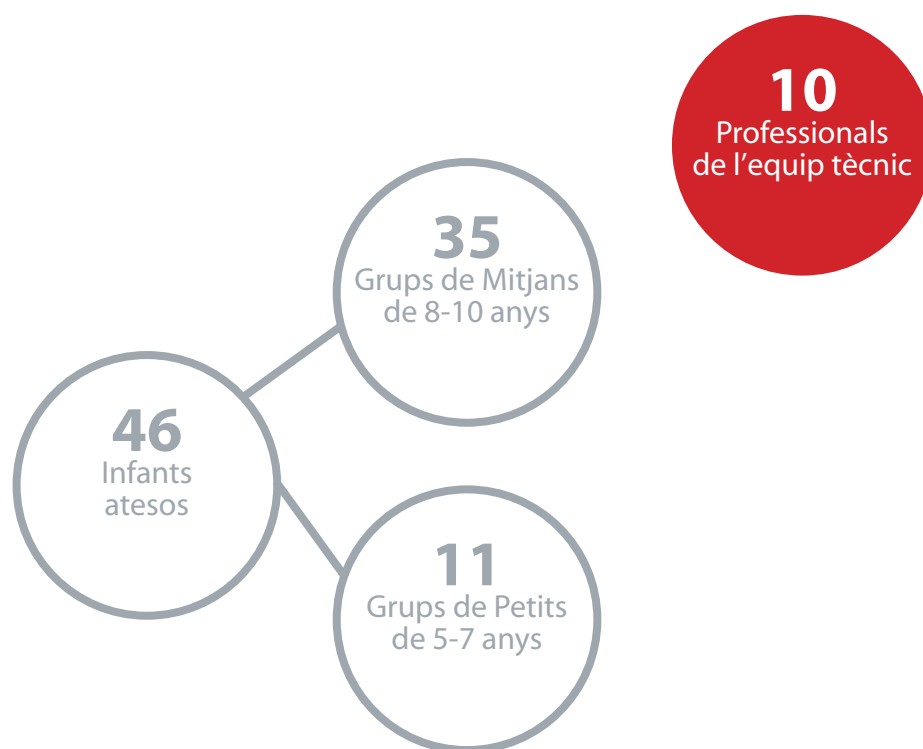 10
Professionals
de l’equip tècnic
35
Grups de Mitjans
de 8-10 anys
46
Infants
atesos
11
Grups de Petits
de 5-7 anys